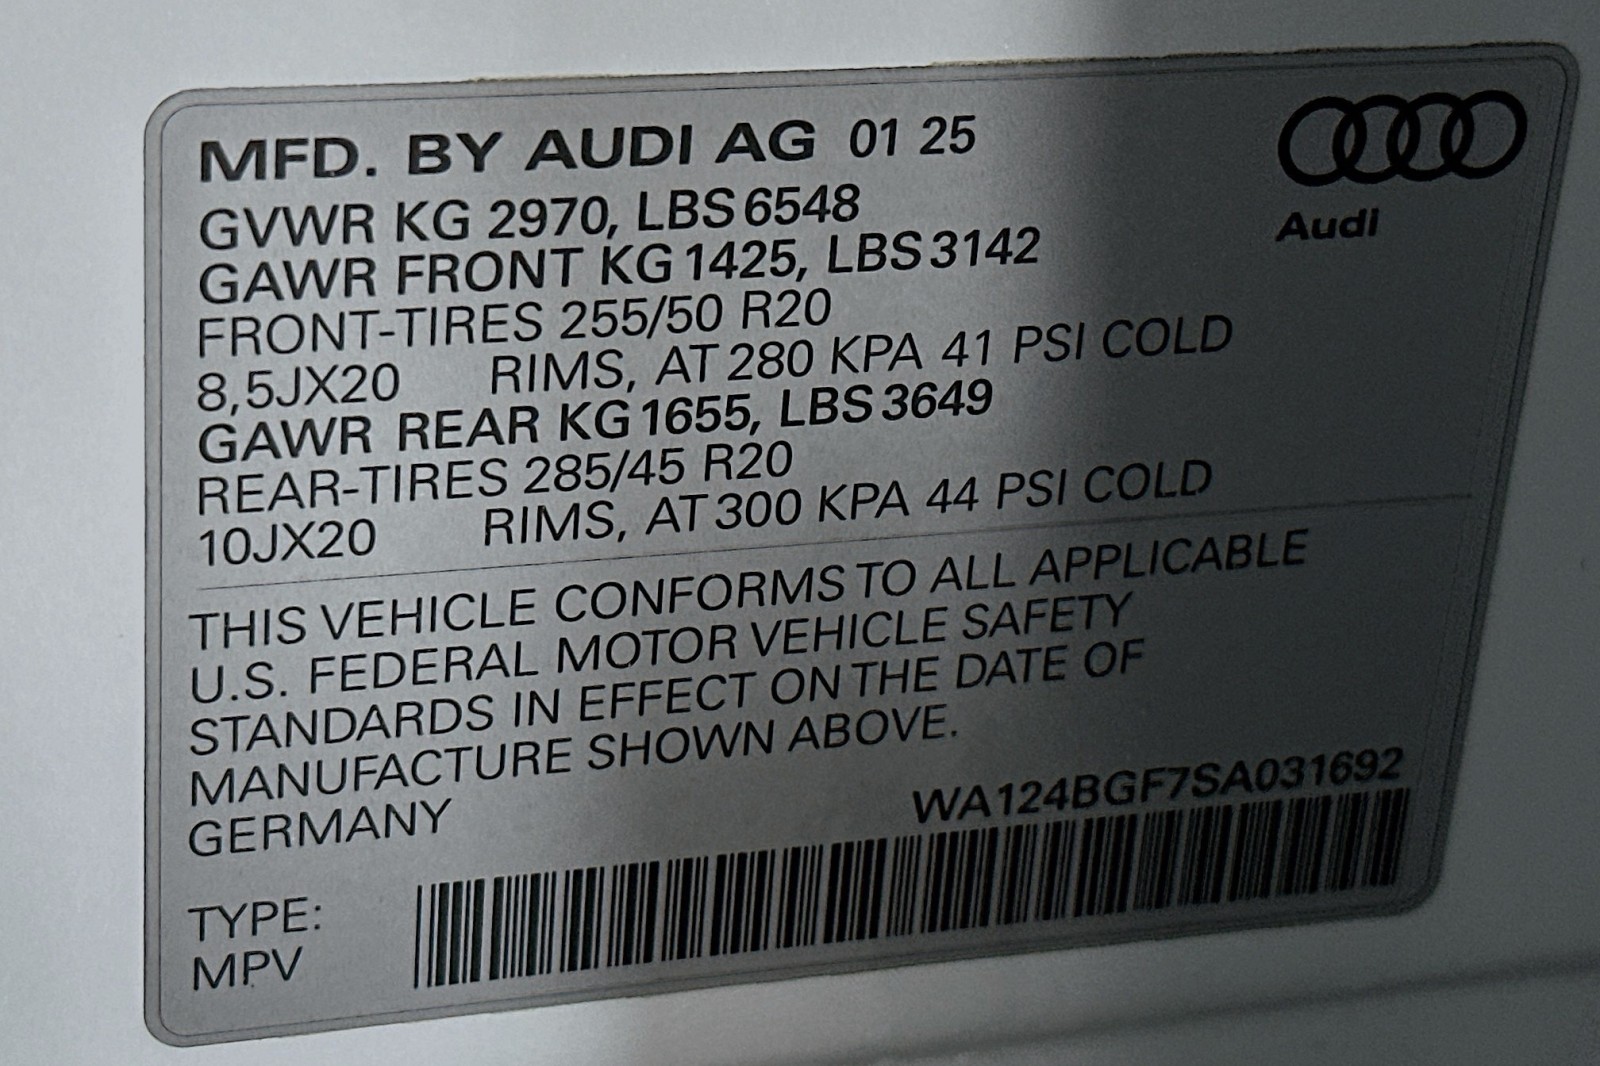 MFD. BY AUDI AG 01 25
Audi
GVWR KG 2970, LBS 6548
GAWR FRONT KG 1425, LBS 3142
FRONT-TIRES 255/50 R20
8,5JX20 RIMS, AT 280 KPA 41 PSI COLD
GAWR REAR KG 1655, LBS 3649
REAR-TIRES 285/45 R20
10JX20 RIMS, AT 300 KPA 44 PSI COLD
THIS VEHICLE CONFORMS TO ALL APPLICABLE
U.S. FEDERAL MOTOR VEHICLE SAFETY
STANDARDS IN EFFECT ON THE DATE OF
MANUFACTURE SHOWN ABOVE.
GERMANY
WA124BGF7SA031692
TYPE:
MPV